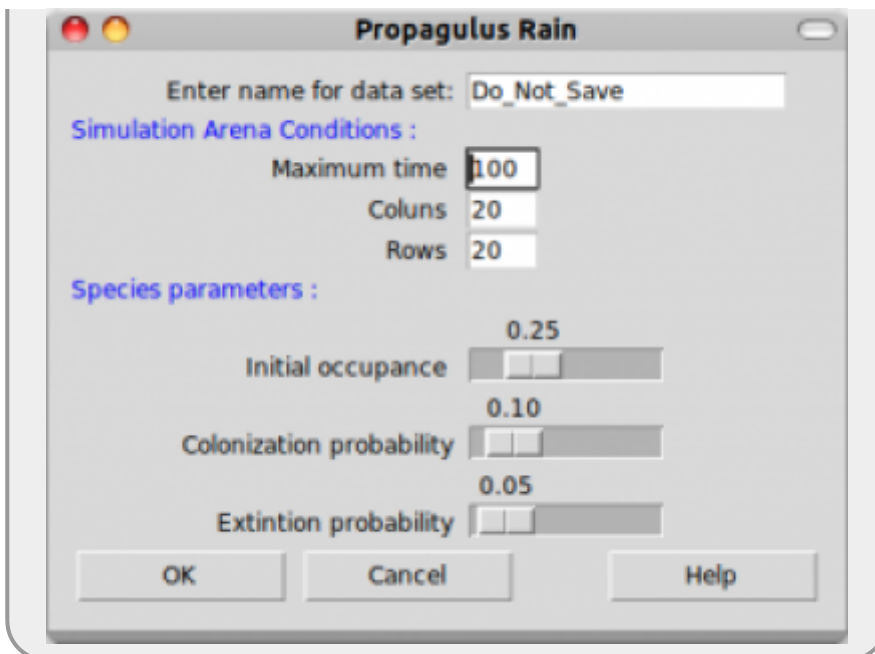 Propagulus Rain
Enter name for data set: Do_Not_Save
Simulation Arena Conditions :
Maximum time 100
Coluns 20
Rows 20
Species parameters :
0.25
Initial occupance
0.10
Colonization probability
0.05
Extintion probability
OK Cancel Help